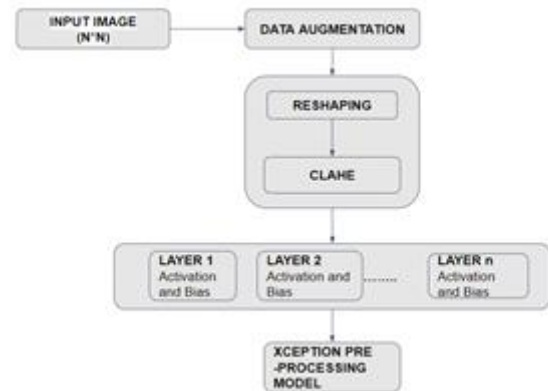 INPUT IMAGE
(N*N)
DATA AUGMENTATION
RESHAPING
CLAHE
LAYER 1
Activation
and Bias
LAYER 2
Activation and
Bias
........
LAYER n
Activation
and Bias
XCEPTION PRE
-PROCESSING
MODEL